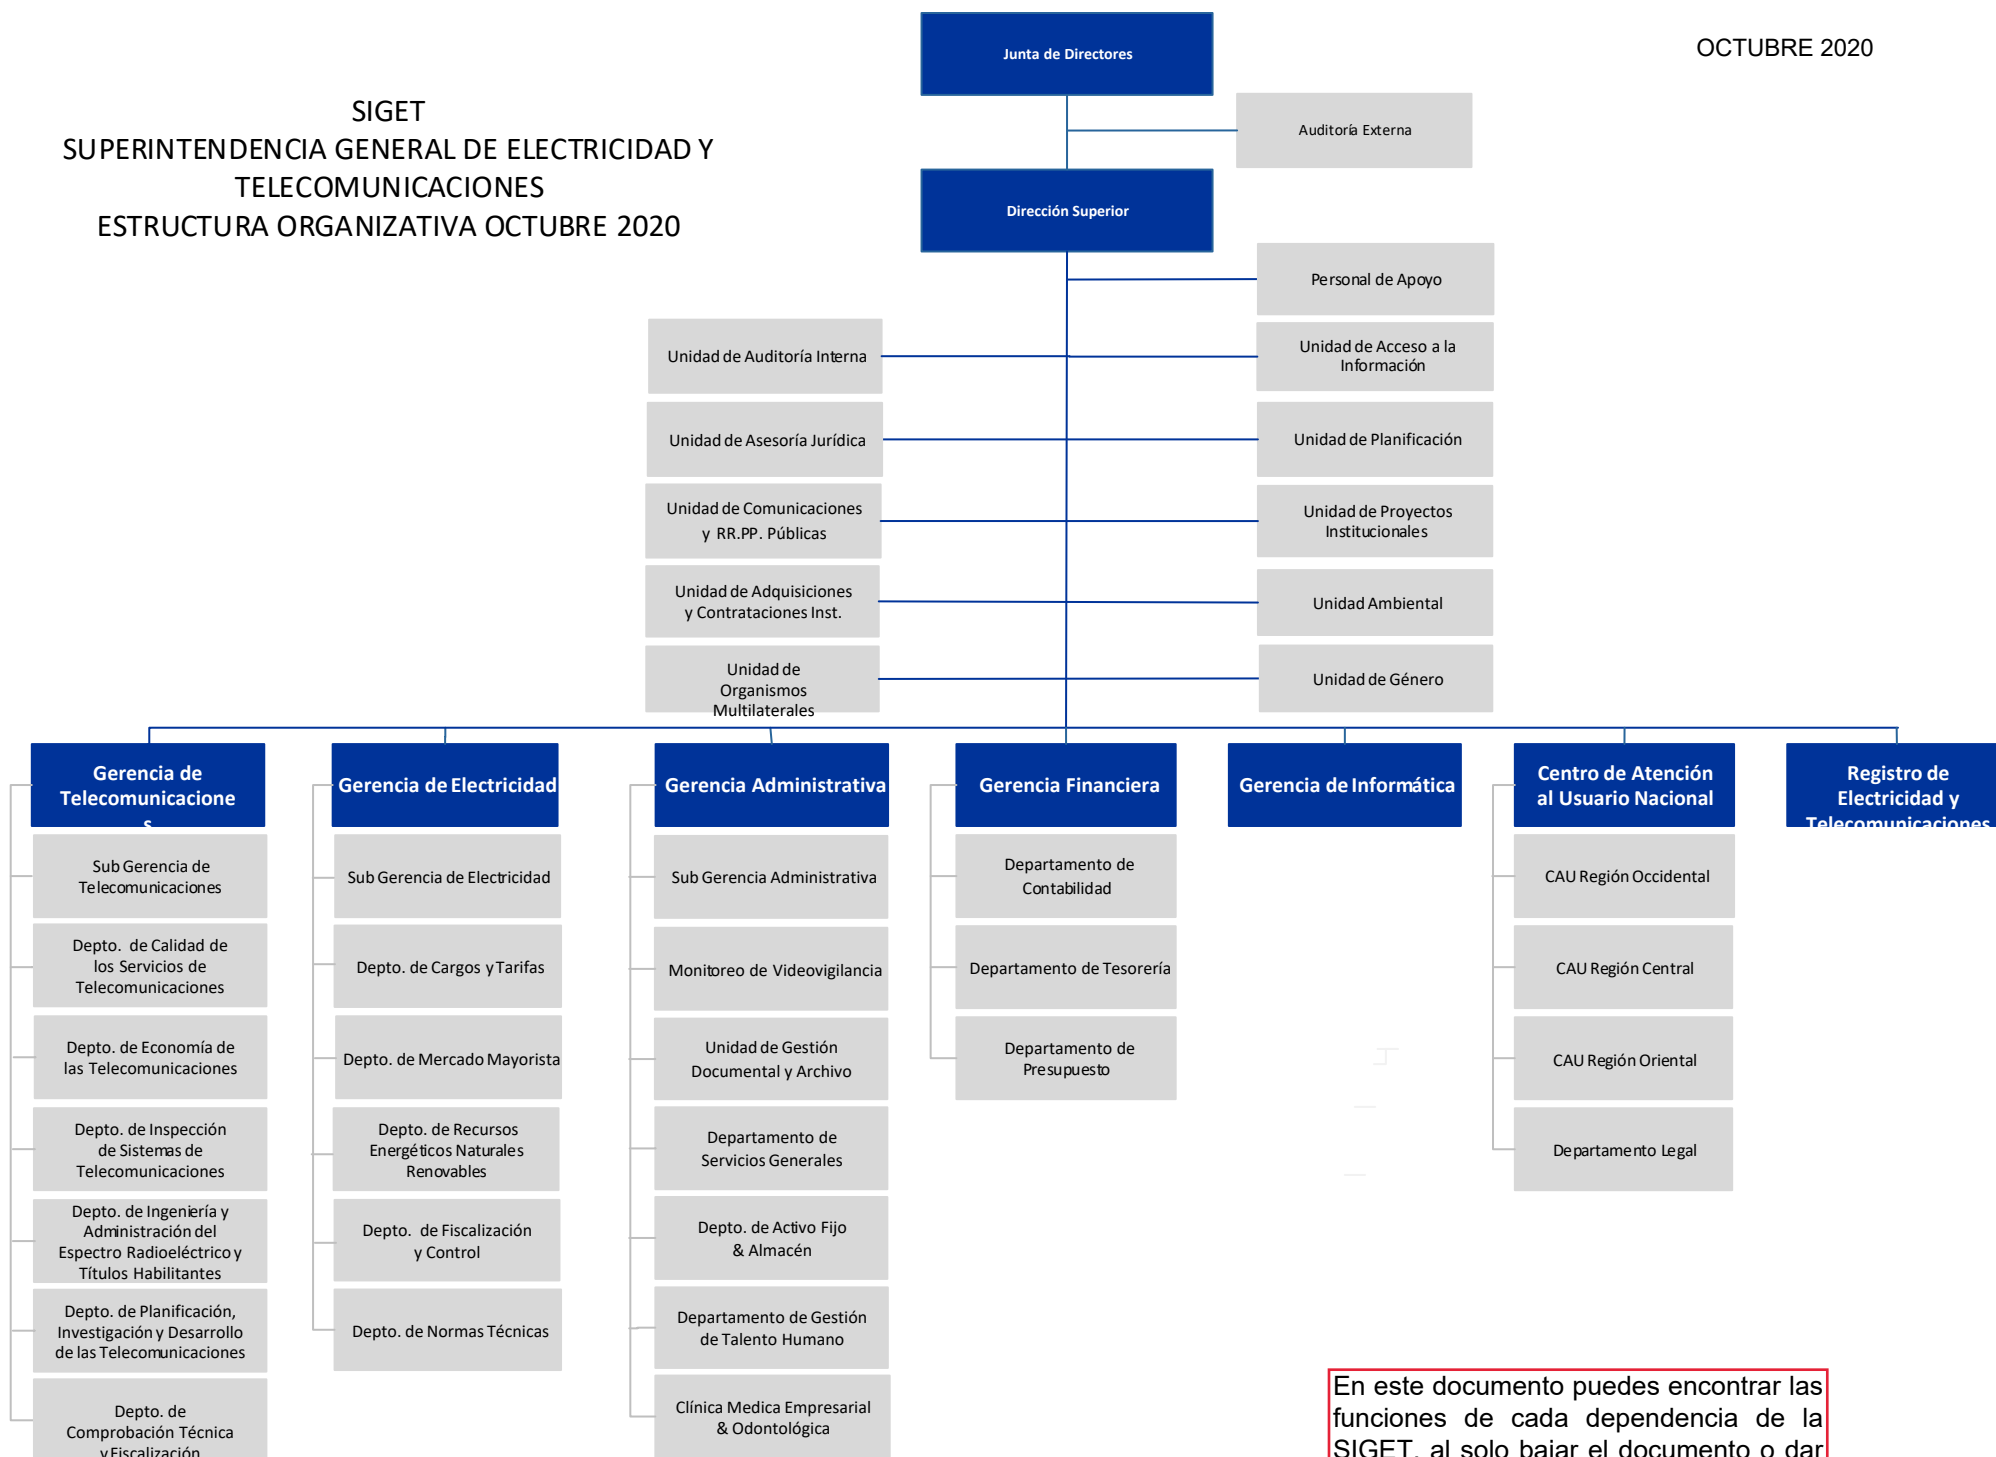 OCTUBRE 2020
SIGET
SUPERINTENDENCIA GENERAL DE ELECTRICIDAD Y
TELECOMUNICACIONES
ESTRUCTURA ORGANIZATIVA OCTUBRE 2020
Junta de Directores
Auditoría Externa
Dirección Superior
Personal de Apoyo
Unidad de Auditoría Interna
Unidad de Acceso a la
Información
Unidad de Asesoría Jurídica
Unidad de Planificación
Unidad de Comunicaciones
y RR.PP. Públicas
Unidad de Proyectos
Institucionales
Unidad de Adquisiciones
y Contrataciones Inst.
Unidad Ambiental
Unidad de
Organismos
Multilaterales
Unidad de Género
Gerencia de
Telecomunicacione
s
Sub Gerencia de
Telecomunicaciones
Depto. de Calidad de
los Servicios de
Telecomunicaciones
Depto. de Economía de
las Telecomunicaciones
Depto. de Inspección
de Sistemas de
Telecomunicaciones
Depto. de Ingeniería y
Administración del
Espectro Radioeléctrico y
Títulos Habilitantes
Depto. de Planificación,
Investigación y Desarrollo
de las Telecomunicaciones
Depto. de
Comprobación Técnica
y Fiscalización
Gerencia de Electricidad
Sub Gerencia de Electricidad
Depto. de Cargos y Tarifas
Depto. de Mercado Mayorista
Depto. de Recursos
Energéticos Naturales
Renovables
Depto. de Fiscalización
y Control
Depto. de Normas Técnicas
Gerencia Administrativa
Sub Gerencia Administrativa
Monitoreo de Videovigilancia
Unidad de Gestión
Documental y Archivo
Departamento de
Servicios Generales
Depto. de Activo Fijo
& Almacén
Departamento de Gestión
de Talento Humano
Clínica Medica Empresarial
& Odontológica
Gerencia Financiera
Departamento de
Contabilidad
Departamento de Tesorería
Departamento de
Presupuesto
Gerencia de Informática
Centro de Atención
al Usuario Nacional
CAU Región Occidental
CAU Región Central
CAU Región Oriental
Departamento Legal
Registro de
Electricidad y
Telecomunicaciones
En este documento puedes encontrar las
funciones de cada dependencia de la
SIGET, al solo bajar el documento o dar